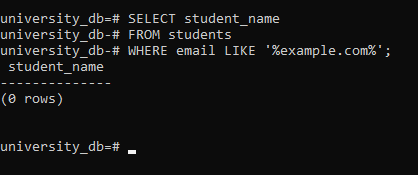 university_db=# SELECT student_name
university_db-# FROM students
university_db-# WHERE email LIKE '%example.com%';
 student_name
--------------
(0 rows)
university_db=#